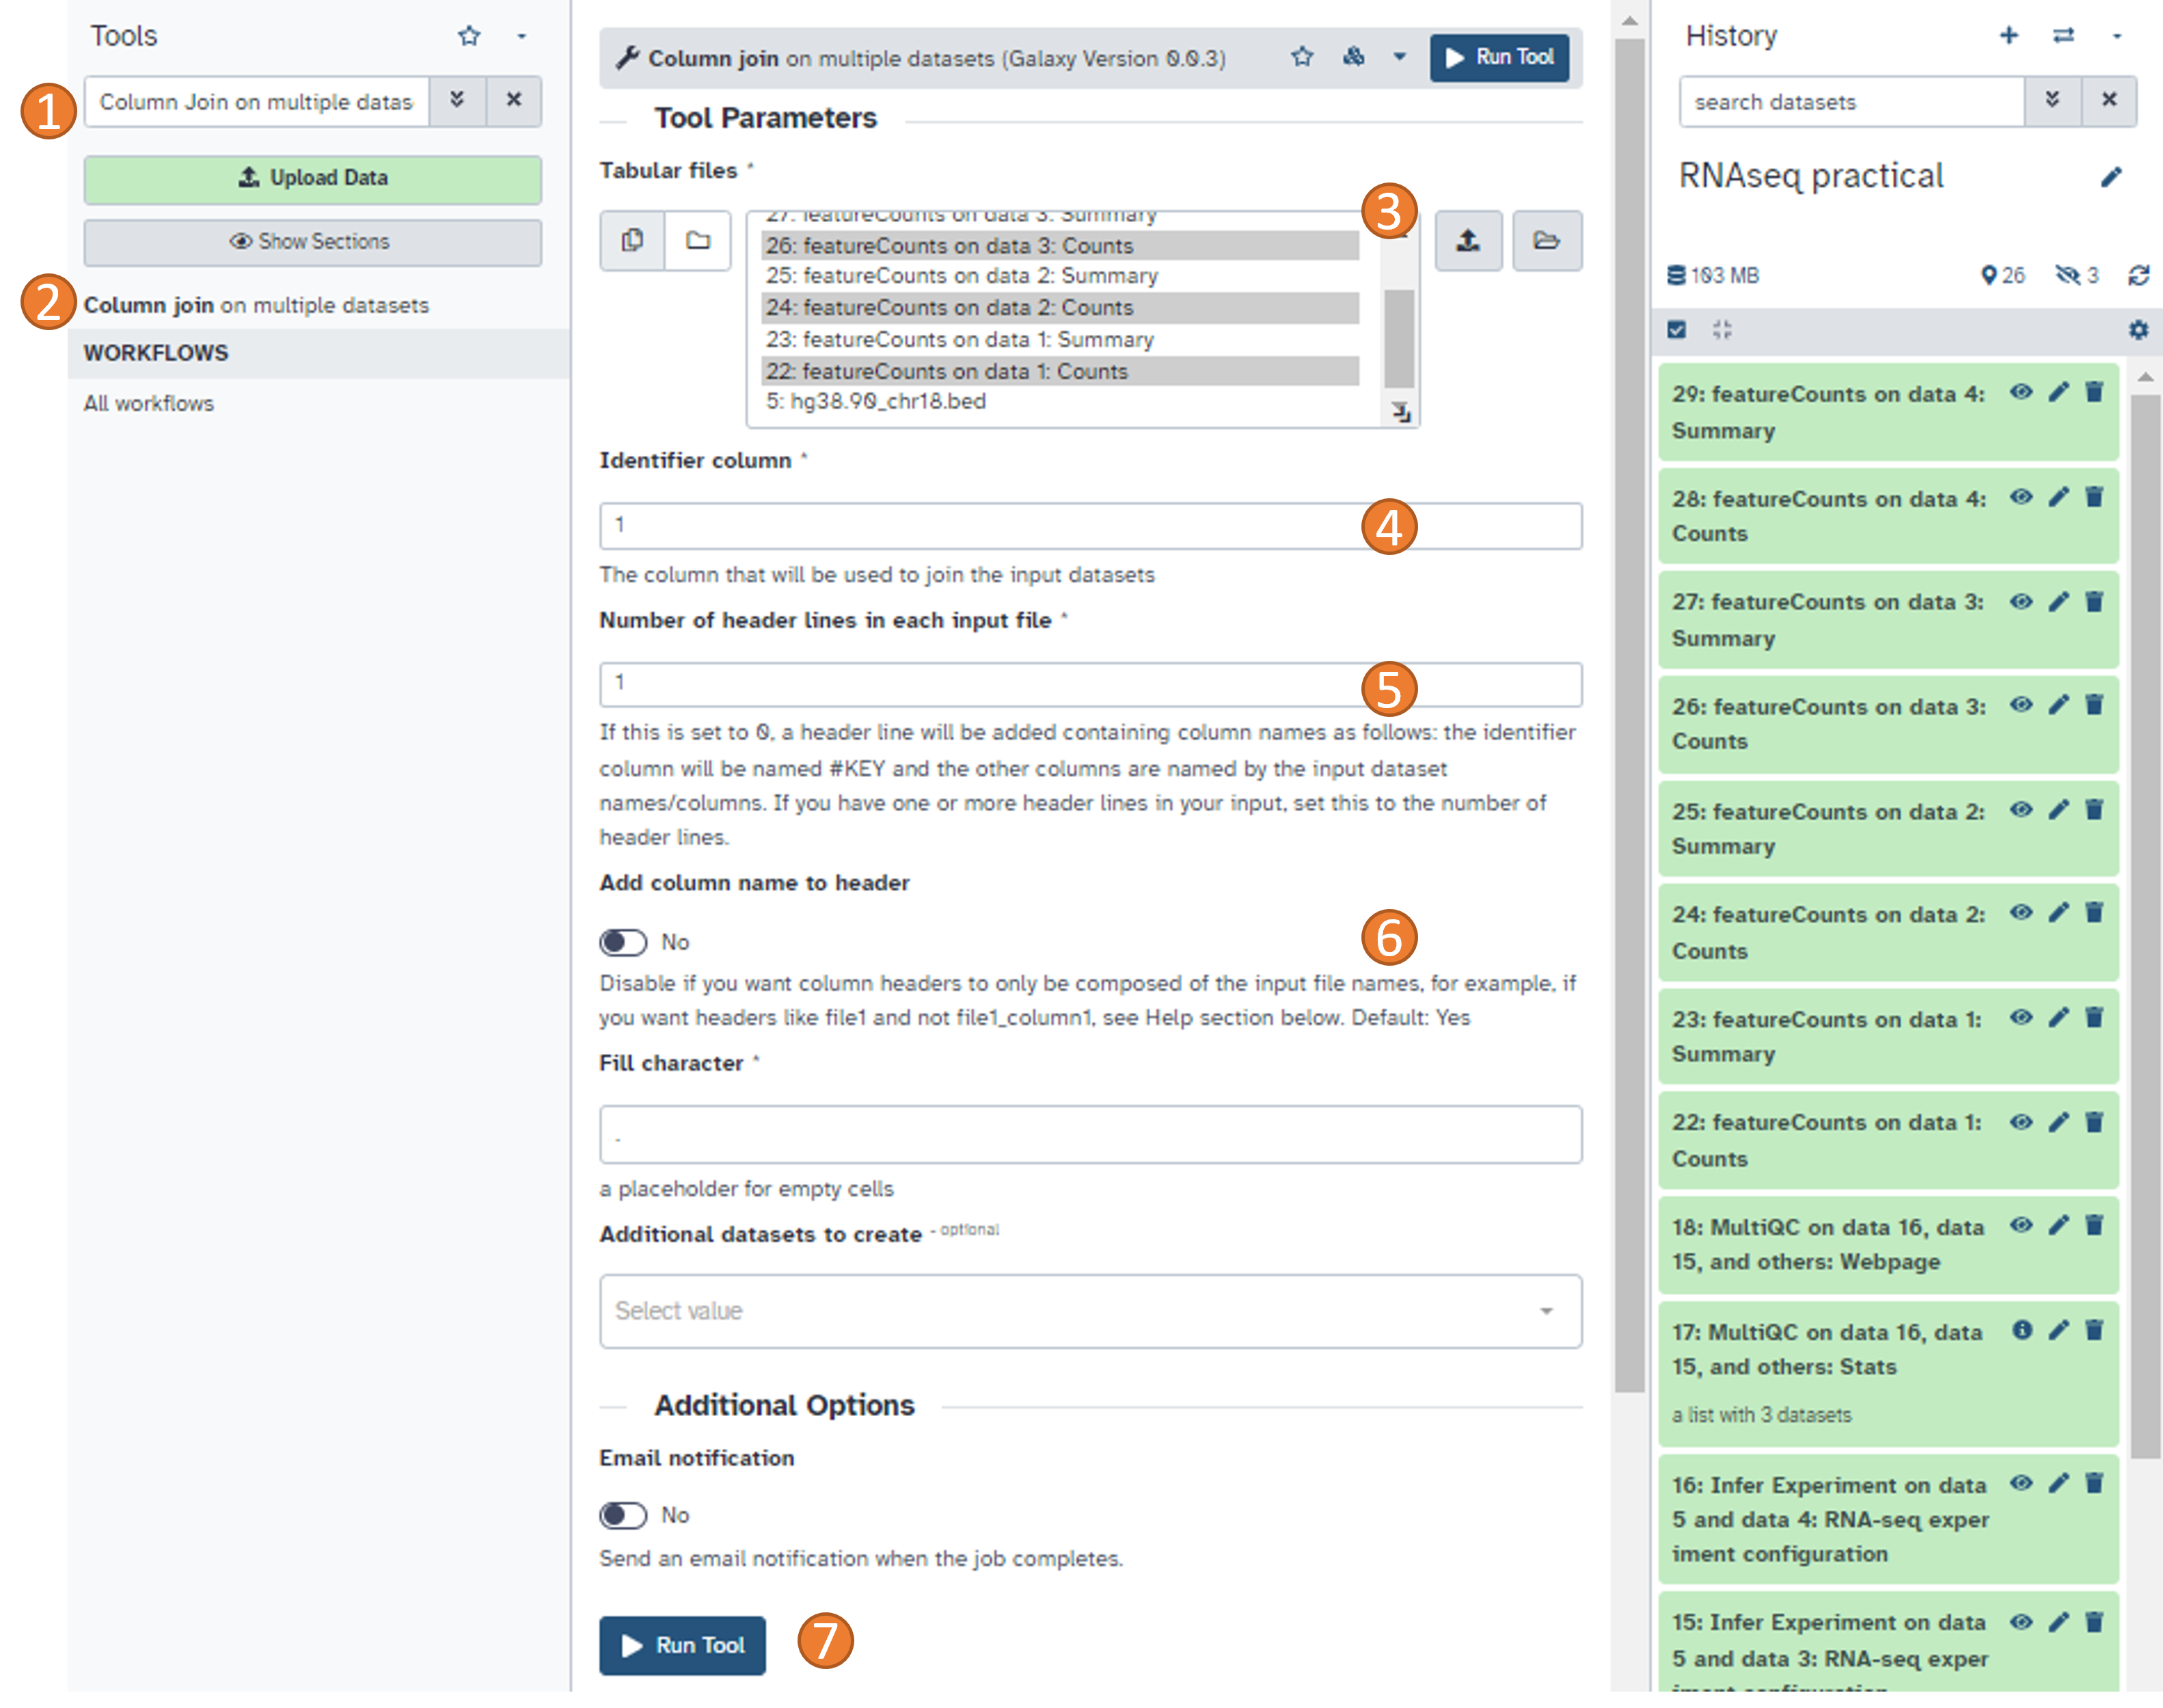 Tools
1
Column Join on multiple datas
Upload Data
Show Sections
2
Column join on multiple datasets
WORKFLOWS
All workflows
Column join on multiple datasets (Galaxy Version 0.0.3)
Run Tool
Tool Parameters
Tabular files *
3
27: featureCounts on data 3: Summary
26: featureCounts on data 3: Counts
25: featureCounts on data 2: Summary
24: featureCounts on data 2: Counts
23: featureCounts on data 1: Summary
22: featureCounts on data 1: Counts
5: hg38.90_chr18.bed
Identifier column *
1
4
The column that will be used to join the input datasets
Number of header lines in each input file *
1
5
If this is set to 0, a header line will be added containing column names as follows: the identifier
column will be named #KEY and the other columns are named by the input dataset
names/columns. If you have one or more header lines in your input, set this to the number of
header lines.
Add column name to header
No
6
Disable if you want column headers to only be composed of the input file names, for example, if
you want headers like file1 and not file1_column1, see Help section below. Default: Yes
Fill character *
.
a placeholder for empty cells
Additional datasets to create - optional
Select value
Additional Options
Email notification
No
Send an email notification when the job completes.
Run Tool
7
History
search datasets
RNAseq practical
103 MB
26
3
29: featureCounts on data 4:
Summary
28: featureCounts on data 4:
Counts
27: featureCounts on data 3:
Summary
26: featureCounts on data 3:
Counts
25: featureCounts on data 2:
Summary
24: featureCounts on data 2:
Counts
23: featureCounts on data 1:
Summary
22: featureCounts on data 1:
Counts
18: MultiQC on data 16, data
15, and others: Webpage
17: MultiQC on data 16, data
15, and others: Stats
a list with 3 datasets
16: Infer Experiment on data
5 and data 4: RNA-seq exper
iment configuration
15: Infer Experiment on data
5 and data 3: RNA-seq exper
iment configuration